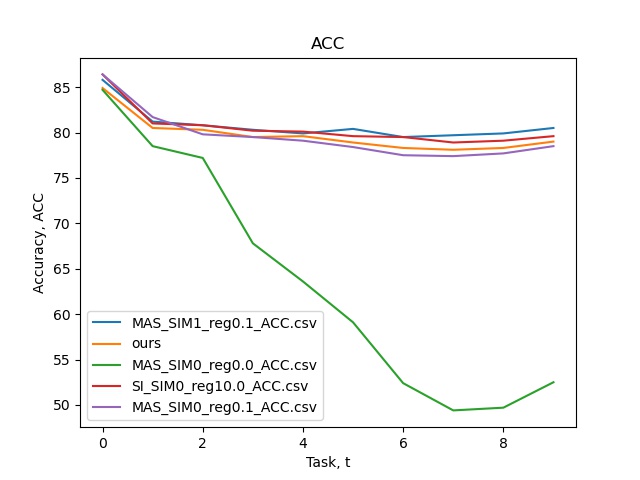 ACC
85
80
75
70
65
60
55
50
Accuracy, ACC
MAS_SIM1_reg0.1_ACC.csv
ours
MAS_SIM0_reg0.0_ACC.csv
SI_SIM0_reg10.0_ACC.csv
MAS_SIM0_reg0.1_ACC.csv
0 2 4 6 8
Task, t